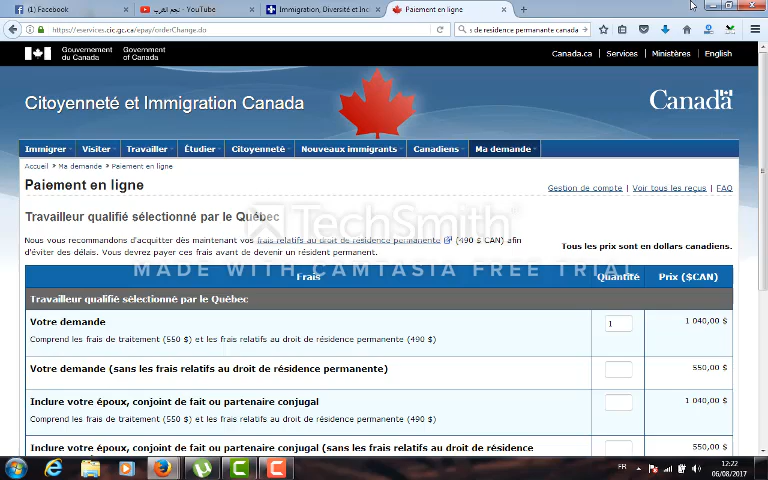 (1) Facebook
نجم الغرب - YouTube
Immigration, Diversité et Inc
Paiement en ligne
https://eservices.cic.gc.ca/epay/orderChange.do
s de residence permanante canada
Gouvernement du Canada
Government of Canada
Canada.ca | Services | Ministères | English
Citoyenneté et Immigration Canada
Canada
Immigrer Visiter Travailler Étudier Citoyenneté Nouveaux immigrants Canadiens Ma demande
Accueil > Ma demande > Paiement en ligne
Paiement en ligne
Gestion de compte | Voir tous les reçus | FAQ
Travailleur qualifié sélectionné par le Québec
TechSmith
Nous vous recommandons d'acquitter dès maintenant vos frais relatifs au droit de résidence permanente (490 $ CAN) afin
d'éviter des délais. Vous devrez payer ces frais avant de devenir un résident permanent.
Tous les prix sont en dollars canadiens.
MADE WITH CAMTASIA FREE TRIAL
Frais Quantité Prix ($CAN)
Travailleur qualifié sélectionné par le Québec
Votre demande
1
1 040,00 $
Comprend les frais de traitement (550 $) et les frais relatifs au droit de résidence permanente (490 $)
Votre demande (sans les frais relatifs au droit de résidence permanente)
550,00 $
Inclure votre époux, conjoint de fait ou partenaire conjugal
1 040,00 $
Comprend les frais de traitement (550 $) et les frais relatifs au droit de résidence permanente (490 $)
Inclure votre époux, conjoint de fait ou partenaire conjugal (sans les frais relatifs au droit de résidence
550,00 $
FR
12:22
06/08/2017